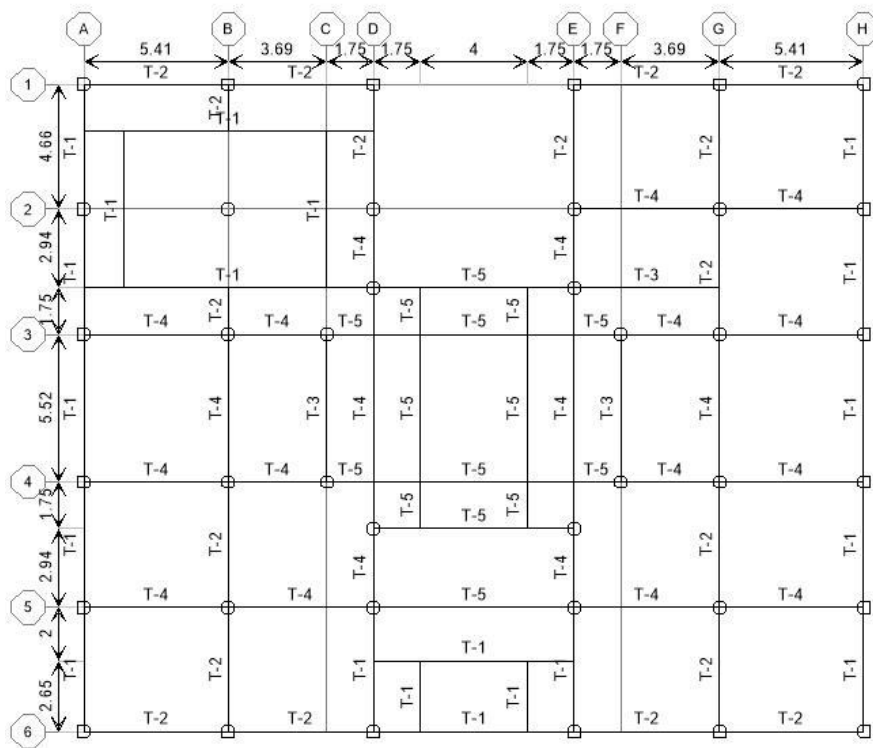 A B C D E F G H
5.41 3.69 1.75 1.75 4 1.75 1.75 3.69 5.41
1 T-2 T-2 T-2 T-2
4.66 T-1 T-2 T-1 T-2 T-2 T-2 T-1
T-1 T-1
2 T-4 T-4
2.94 T-1 T-4 T-4 T-2 T-1
T-1 T-5 T-3
1.75 T-2 T-5 T-5
3 T-4 T-4 T-5 T-5 T-5 T-4 T-4
5.52 T-1 T-4 T-3 T-4 T-5 T-5 T-4 T-3 T-4 T-1
4 T-4 T-4 T-5 T-5 T-5 T-4 T-4
1.75 T-5 T-5
T-5
2.94 T-1 T-2 T-4 T-4 T-2 T-1
5 T-4 T-4 T-5 T-4 T-4
2 T-1
2.65 T-1 T-2 T-1 T-1 T-1 T-1 T-2 T-1
6 T-2 T-2 T-1 T-2 T-2